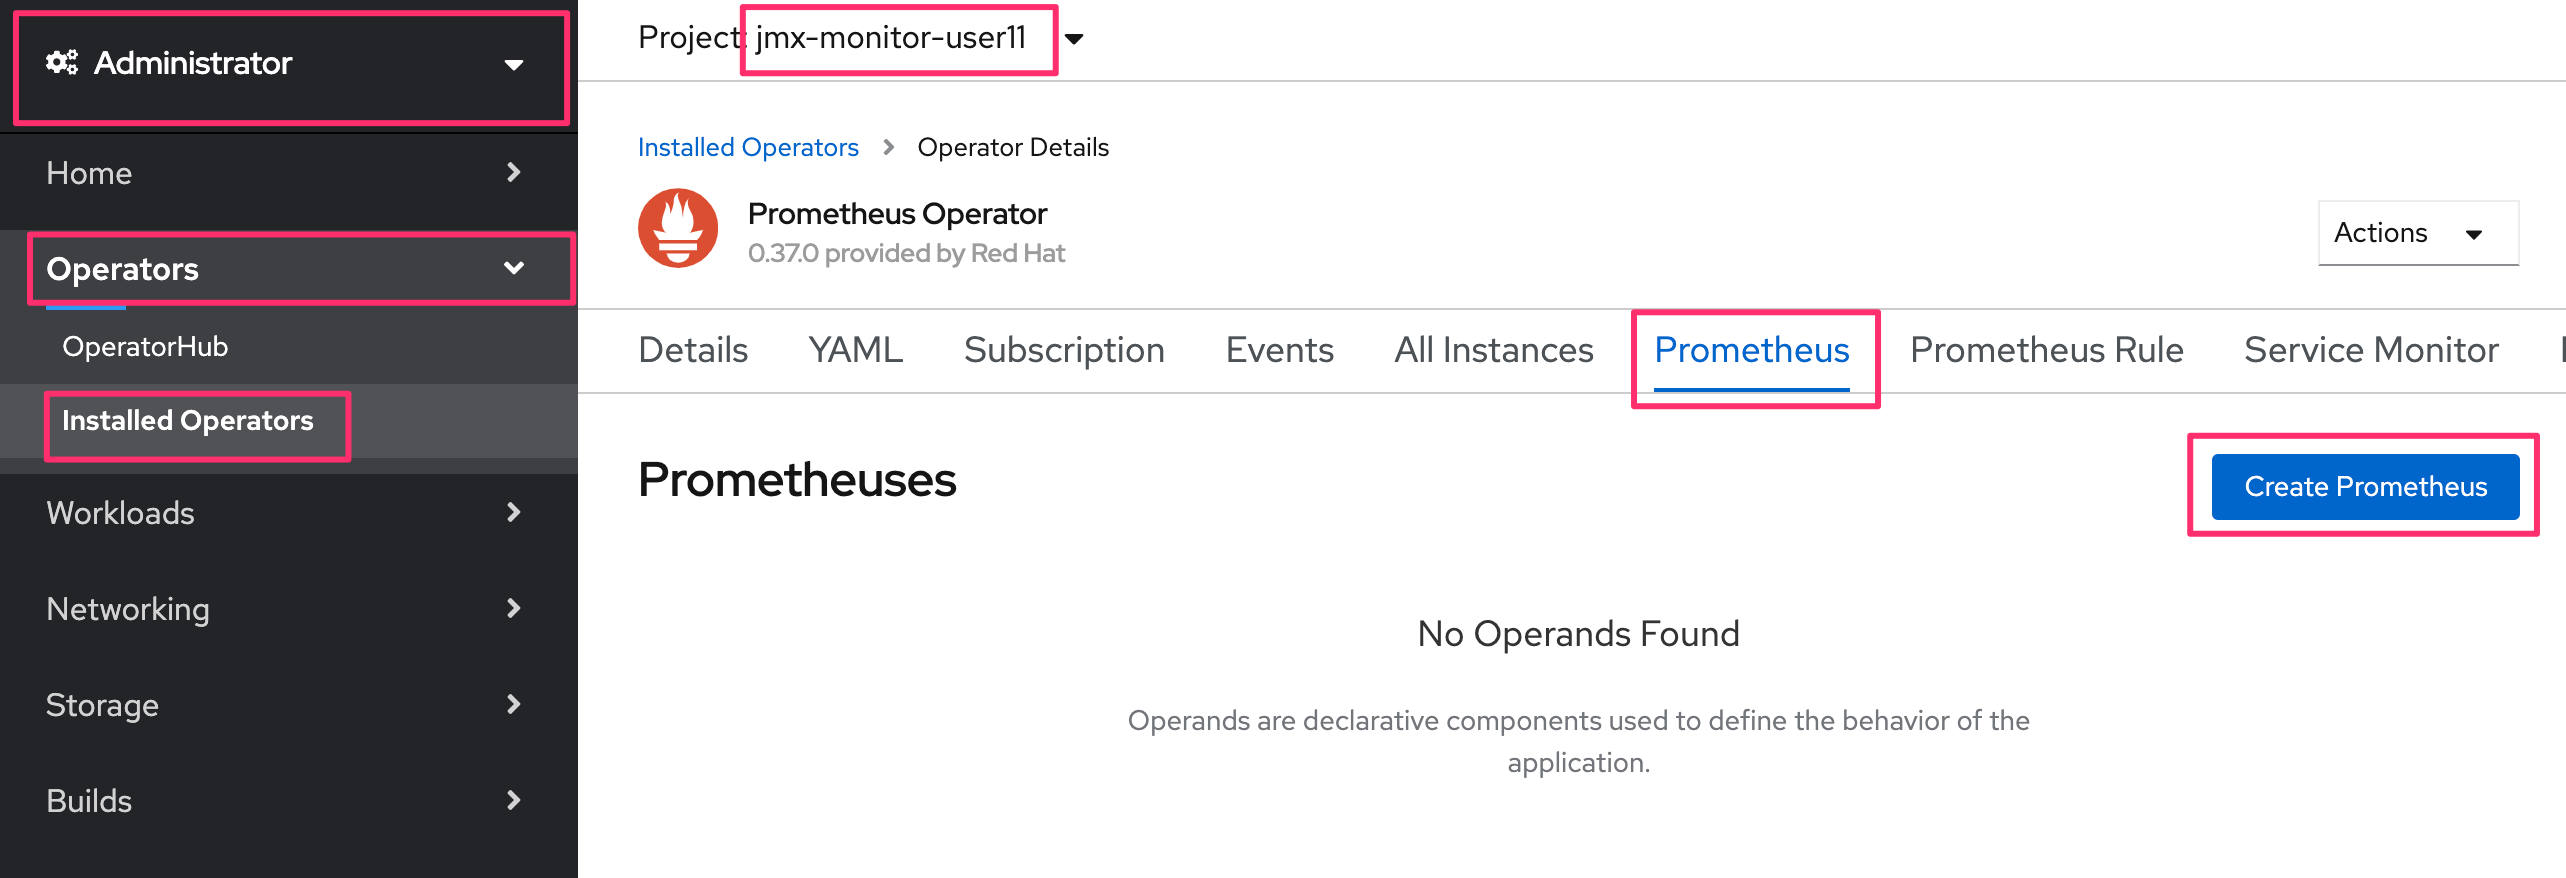 Administrator
Home
Operators
OperatorHub
Installed Operators
Workloads
Networking
Storage
Builds
Project: jmx-monitor-user11
Installed Operators > Operator Details
Prometheus Operator
0.37.0 provided by Red Hat
Actions
Details YAML Subscription Events All Instances Prometheus Prometheus Rule Service Monitor
Prometheuses
Create Prometheus
No Operands Found
Operands are declarative components used to define the behavior of the
application.